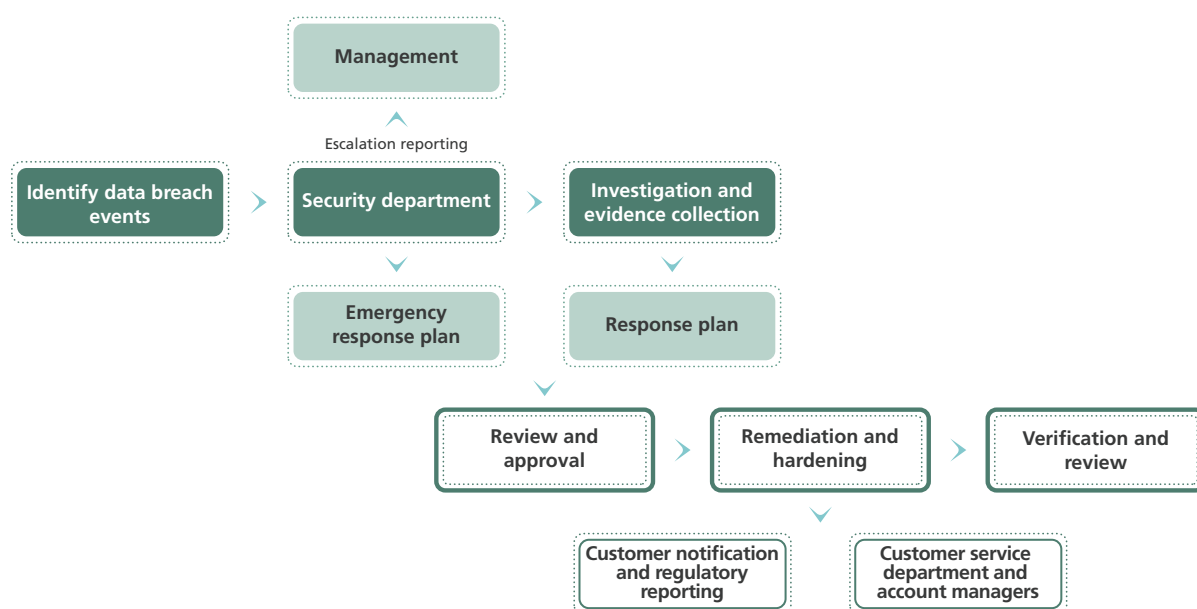 Management
Escalation reporting
Identify data breach
events
Security department
Investigation and
evidence collection
Emergency
response plan
Response plan
Review and
approval
Remediation and
hardening
Verification and
review
Customer notification
and regulatory
reporting
Customer service
department and
account managers